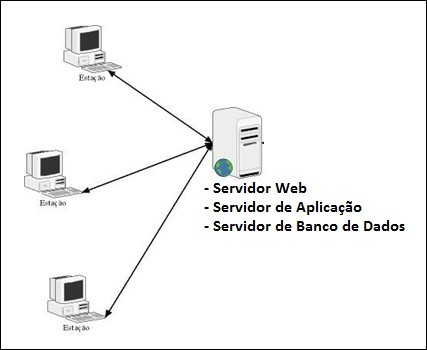 Estação
- Servidor Web
- Servidor de Aplicação
- Servidor de Banco de Dados
Estação
Estação